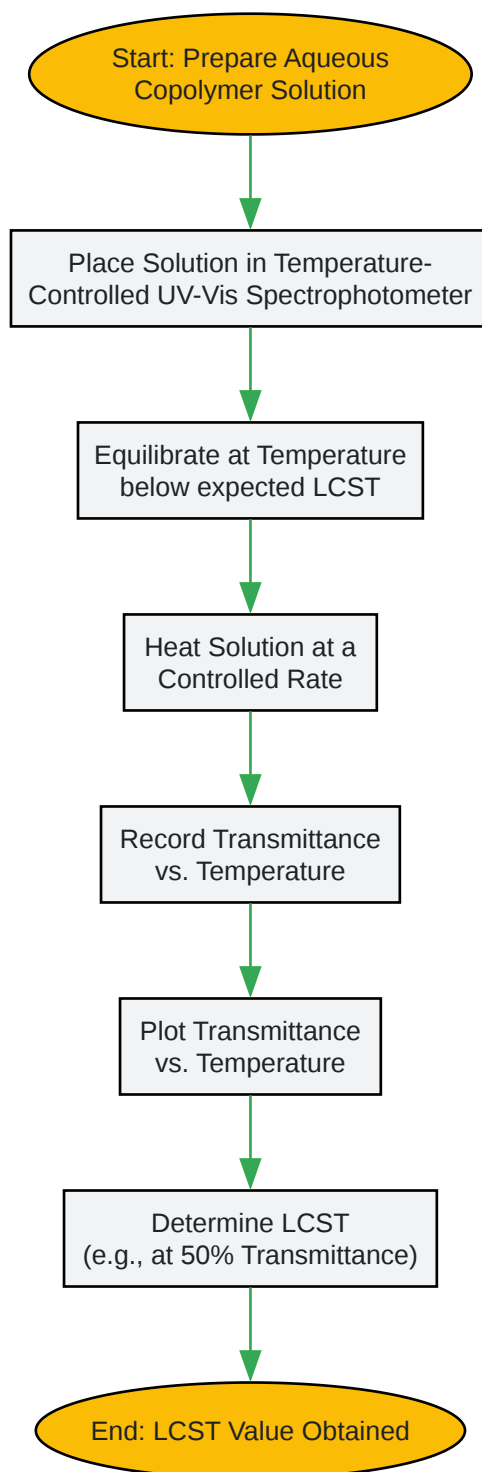 Start: Prepare Aqueous
Copolymer Solution
Place Solution in Temperature-
Controlled UV-Vis Spectrophotometer
Equilibrate at Temperature
below expected LCST
Heat Solution at a
Controlled Rate
Record Transmittance
vs. Temperature
Plot Transmittance
vs. Temperature
Determine LCST
(e.g., at 50% Transmittance)
End: LCST Value Obtained